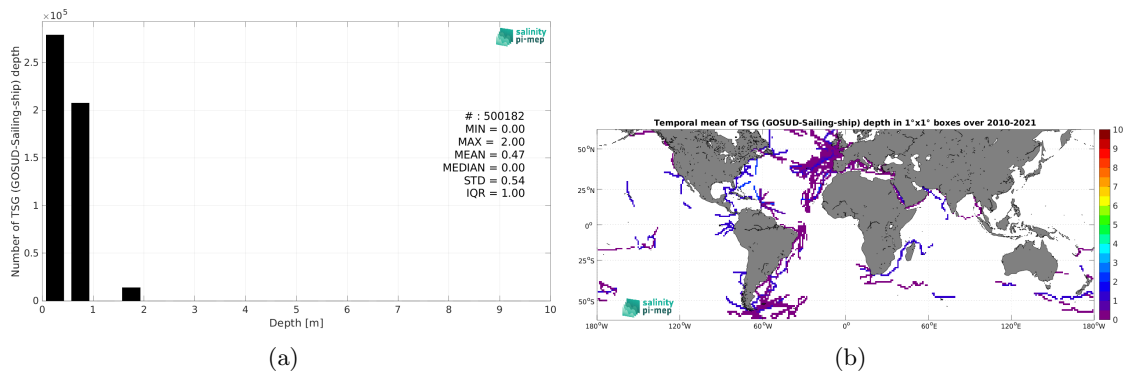 ×10⁵
salinity
pi-mep
Number of TSG (GOSUD-Sailing-ship) depth
2.5
2
1.5
1
0.5
0
# : 500182
MIN = 0.00
MAX = 2.00
MEAN = 0.47
MEDIAN = 0.00
STD = 0.54
IQR = 1.00
0 1 2 3 4 5 6 7 8 9 10
Depth [m]
(a)
Temporal mean of TSG (GOSUD-Sailing-ship) depth in 1°x1° boxes over 2010-2021
50°N
25°N
0°
25°S
50°S
salinity
pi-mep
180°W 120°W 60°W 0° 60°E 120°E 180°W
10
9
8
7
6
5
4
3
2
1
0
(b)